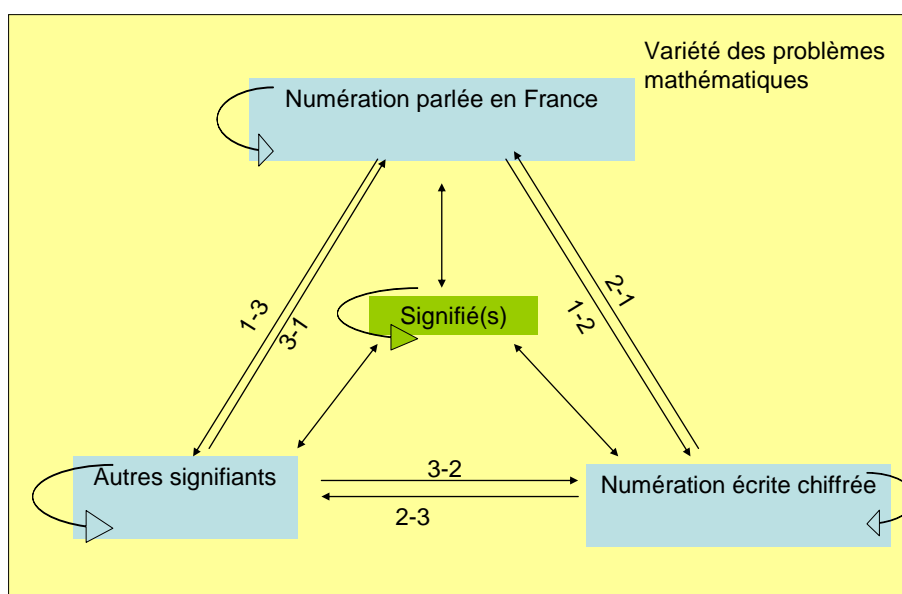 Variété des problèmes
mathématiques
Numération parlée en France
1-3
3-1
2-1
1-2
Signifié(s)
Autres signifiants
3-2
2-3
Numération écrite chiffrée